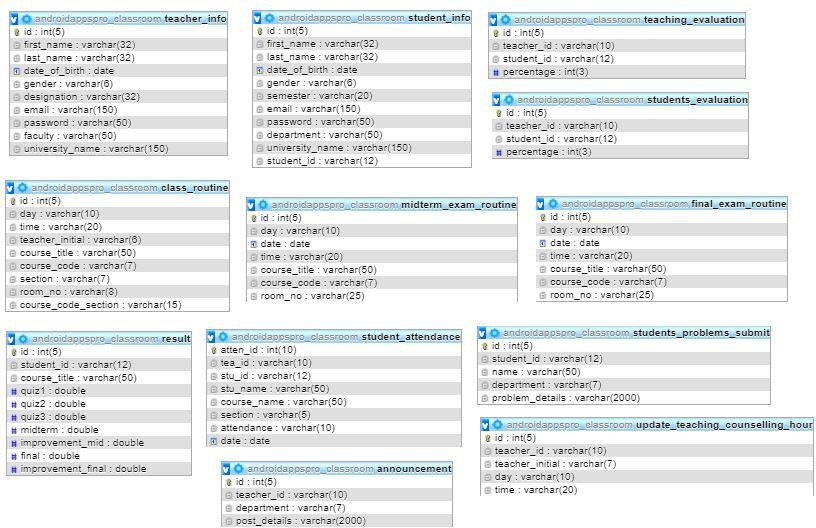 androidappspro_classroom teacher_info
id : int(5)
first_name : varchar(32)
last_name : varchar(32)
date_of_birth : date
gender : varchar(6)
designation : varchar(32)
email : varchar(150)
password : varchar(50)
faculty : varchar(50)
university_name : varchar(150)
androidappspro_classroom student_info
id : int(5)
first_name : varchar(32)
last_name : varchar(32)
date_of_birth : date
gender : varchar(6)
semester : varchar(20)
email : varchar(150)
password : varchar(50)
department : varchar(50)
university_name : varchar(150)
student_id : varchar(12)
androidappspro_classroom teaching_evaluation
id : int(5)
teacher_id : varchar(10)
student_id : varchar(12)
percentage : int(3)
androidappspro_classroom students_evaluation
id : int(5)
teacher_id : varchar(10)
student_id : varchar(12)
percentage : int(3)
androidappspro_classroom class_routine
id : int(5)
day : varchar(10)
time : varchar(20)
teacher_initial : varchar(6)
course_title : varchar(50)
course_code : varchar(7)
section : varchar(7)
room_no : varchar(8)
course_code_section : varchar(15)
androidappspro_classroom midterm_exam_routine
id : int(5)
day : varchar(10)
date : date
time : varchar(20)
course_title : varchar(50)
course_code : varchar(7)
room_no : varchar(25)
androidappspro_classroom final_exam_routine
id : int(5)
day : varchar(10)
date : date
time : varchar(20)
course_title : varchar(50)
course_code : varchar(7)
room_no : varchar(25)
androidappspro_classroom result
id : int(5)
student_id : varchar(12)
course_title : varchar(50)
quiz1 : double
quiz2 : double
quiz3 : double
midterm : double
improvement_mid : double
final : double
improvement_final : double
androidappspro_classroom student_attendance
atten_id : int(10)
tea_id : varchar(10)
stu_id : varchar(12)
stu_name : varchar(50)
course_name : varchar(50)
section : varchar(5)
attendance : varchar(10)
date : date
androidappspro_classroom students_problems_submit
id : int(5)
student_id : varchar(12)
name : varchar(50)
department : varchar(7)
problem_details : varchar(2000)
androidappspro_classroom update_teaching_counselling_hour
id : int(5)
teacher_id : varchar(10)
teacher_initial : varchar(7)
day : varchar(10)
time : varchar(20)
androidappspro_classroom announcement
id : int(5)
teacher_id : varchar(10)
department : varchar(7)
post_details : varchar(2000)